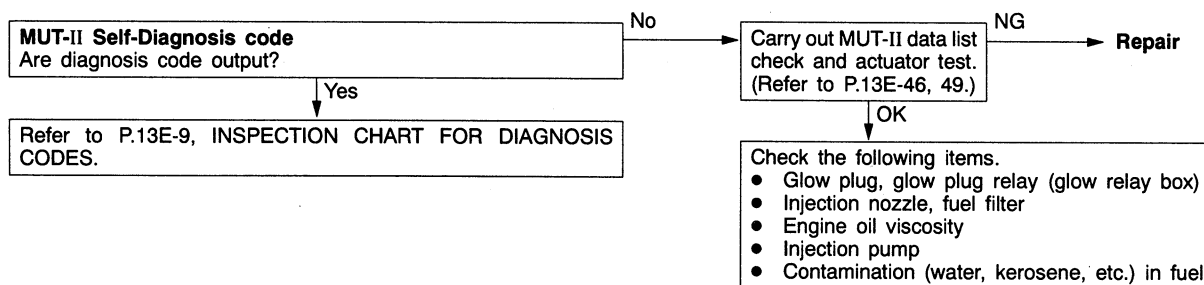 MUT-II Self-Diagnosis code
Are diagnosis code output?
No
Carry out MUT-II data list
check and actuator test.
(Refer to P.13E-46, 49.)
NG
Repair
Yes
OK
Refer to P.13E-9, INSPECTION CHART FOR DIAGNOSIS
CODES.
Check the following items.
● Glow plug, glow plug relay (glow relay box)
● Injection nozzle, fuel filter
● Engine oil viscosity
● Injection pump
● Contamination (water, kerosene, etc.) in fuel